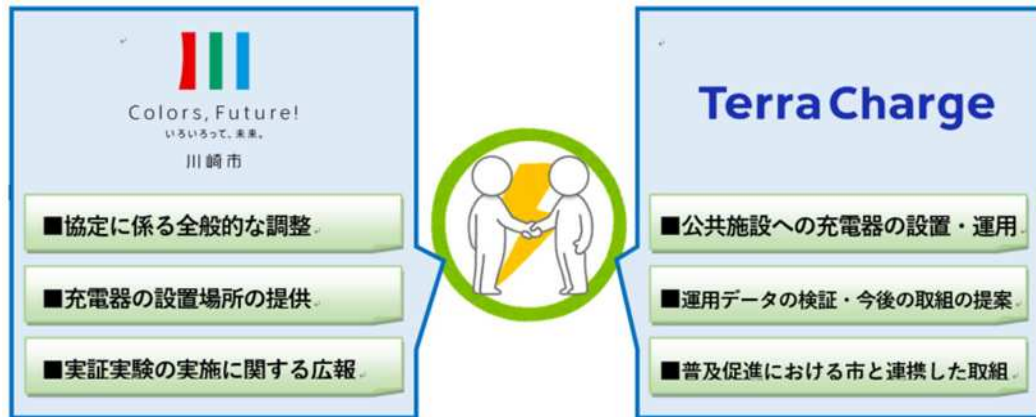 Colors, Future!
いろいろって、未来。
川崎市
■協定に係る全般的な調整
■充電器の設置場所の提供
■実証実験の実施に関する広報
Terra Charge
■公共施設への充電器の設置・運用
■運用データの検証・今後の取組の提案
■普及促進における市と連携した取組